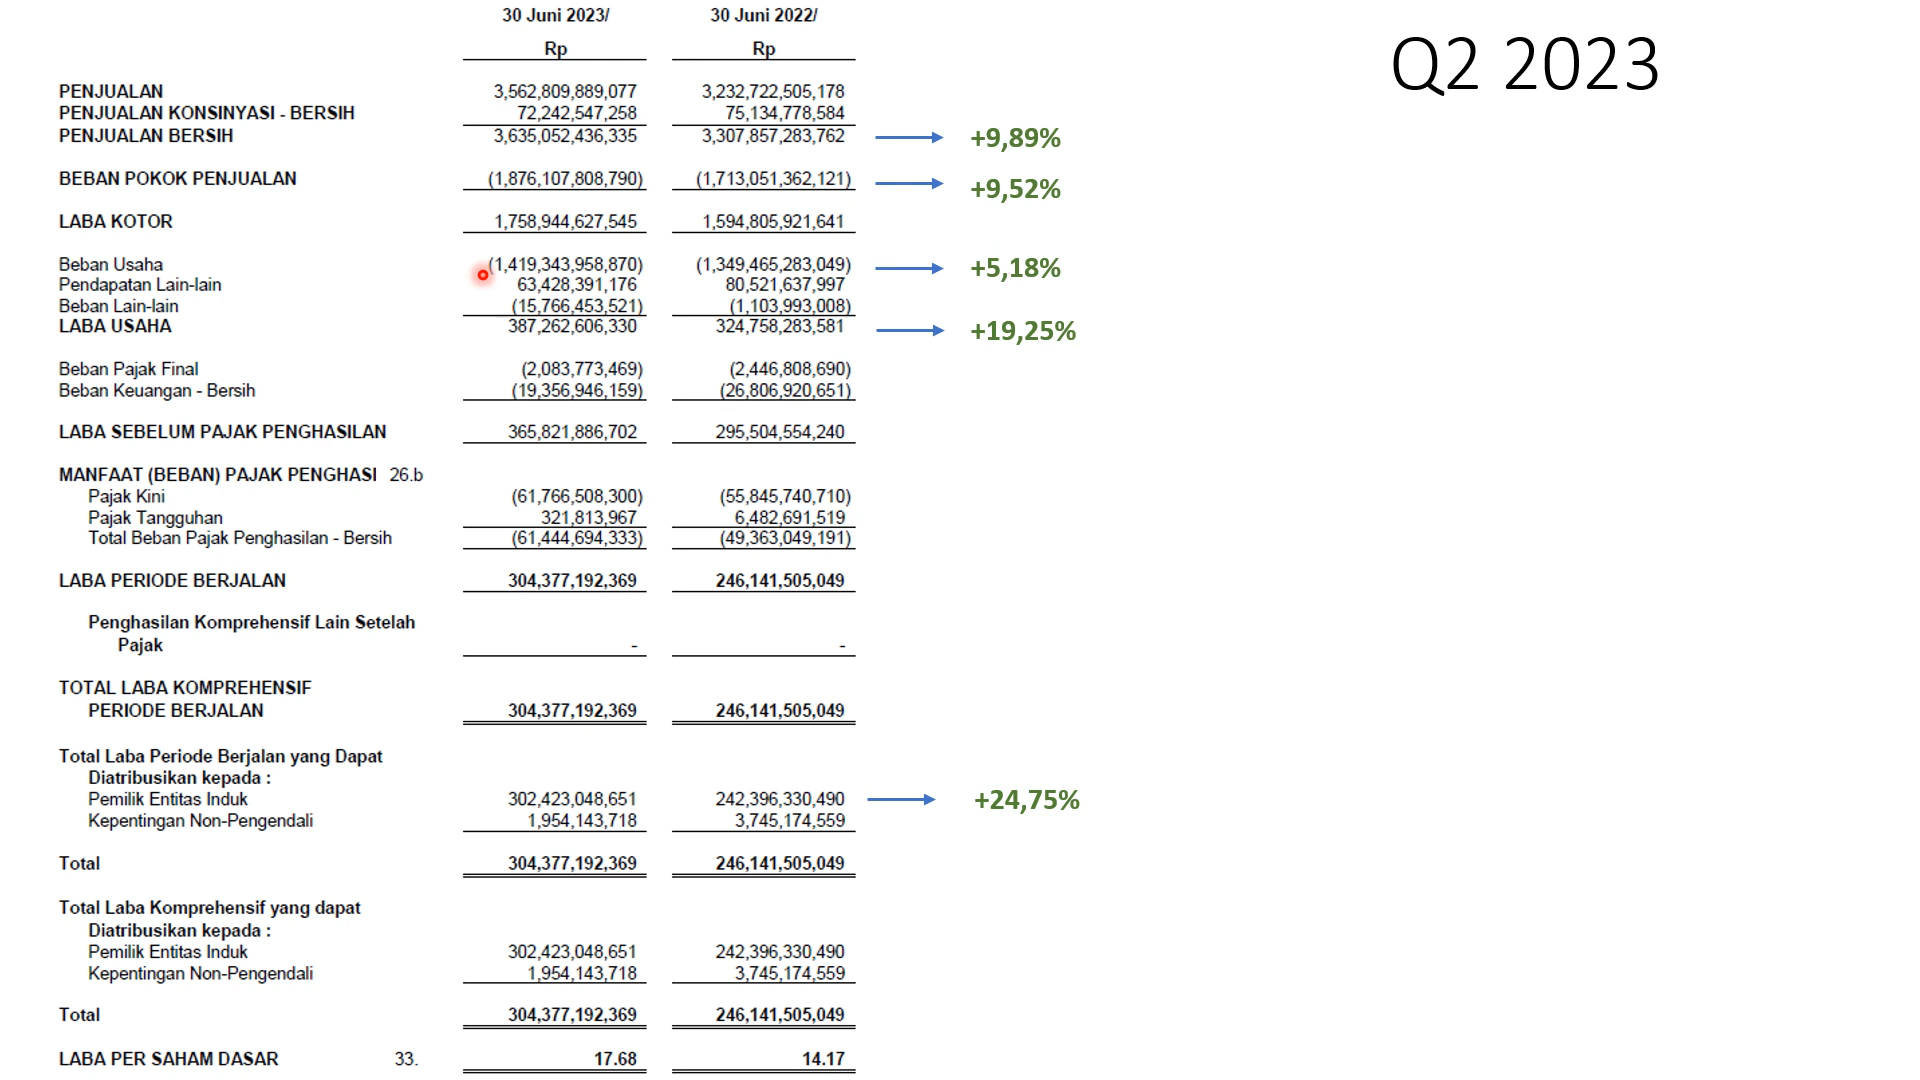 30 Juni 2023/ 30 Juni 2022/
Q2 2023
Rp Rp
PENJUALAN 3,562,809,889,077 3,232,722,505,178
PENJUALAN KONSINYASI - BERSIH 72,242,547,258 75,134,778,584
PENJUALAN BERSIH 3,635,052,436,335 3,307,857,283,762 +9,89%
BEBAN POKOK PENJUALAN (1,876,107,808,790) (1,713,051,362,121) +9,52%
LABA KOTOR 1,758,944,627,545 1,594,805,921,641
Beban Usaha (1,419,343,958,870) (1,349,465,283,049) +5,18%
Pendapatan Lain-lain 63,428,391,176 80,521,637,997
Beban Lain-lain (15,766,453,521) (1,103,993,008)
LABA USAHA 387,262,606,330 324,758,283,581 +19,25%
Beban Pajak Final (2,083,773,469) (2,446,808,690)
Beban Keuangan - Bersih (19,356,946,159) (26,806,920,651)
LABA SEBELUM PAJAK PENGHASILAN 365,821,886,702 295,504,554,240
MANFAAT (BEBAN) PAJAK PENGHASI 26.b
Pajak Kini (61,766,508,300) (55,845,740,710)
Pajak Tangguhan 321,813,967 6,482,691,519
Total Beban Pajak Penghasilan - Bersih (61,444,694,333) (49,363,049,191)
LABA PERIODE BERJALAN 304,377,192,369 246,141,505,049
Penghasilan Komprehensif Lain Setelah
Pajak - -
TOTAL LABA KOMPREHENSIF
PERIODE BERJALAN 304,377,192,369 246,141,505,049
Total Laba Periode Berjalan yang Dapat
Diatribusikan kepada :
Pemilik Entitas Induk 302,423,048,651 242,396,330,490 +24,75%
Kepentingan Non-Pengendali 1,954,143,718 3,745,174,559
Total 304,377,192,369 246,141,505,049
Total Laba Komprehensif yang dapat
Diatribusikan kepada :
Pemilik Entitas Induk 302,423,048,651 242,396,330,490
Kepentingan Non-Pengendali 1,954,143,718 3,745,174,559
Total 304,377,192,369 246,141,505,049
LABA PER SAHAM DASAR 33. 17.68 14.17